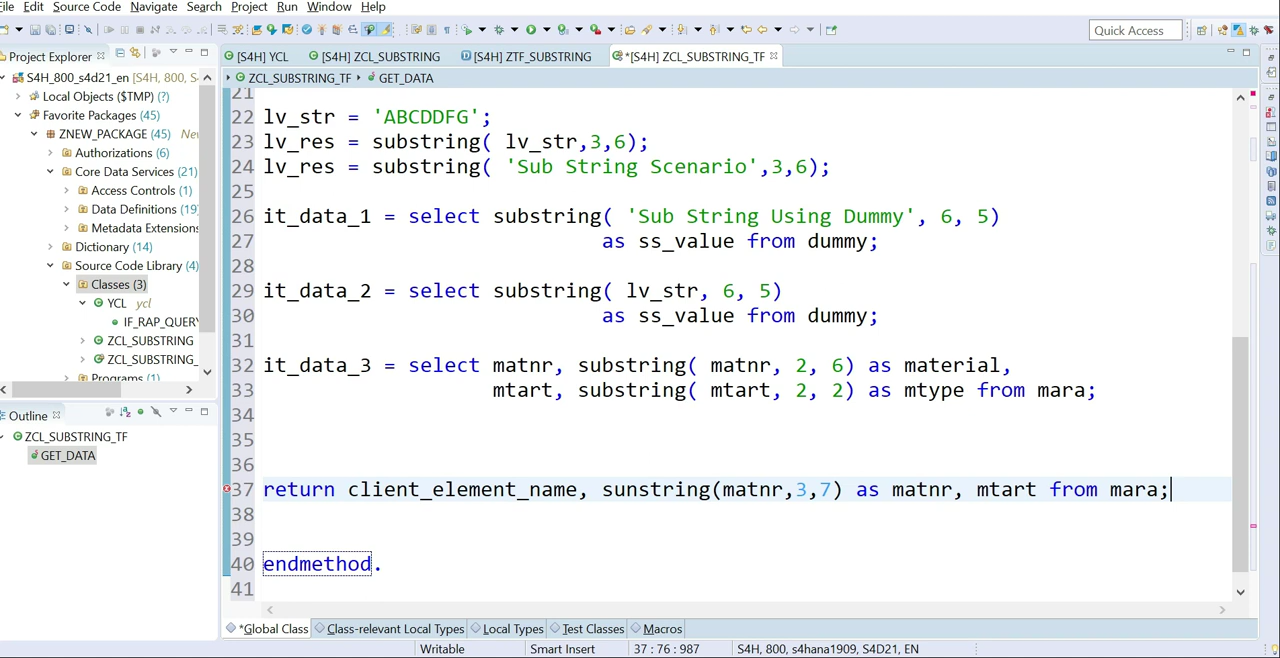 ile Edit Source Code Navigate Search Project Run Window Help
Quick Access
Project Explorer
S4H_800_s4d21_en [S4H, 800, S
Local Objects ($TMP) (?)
Favorite Packages (45)
ZNEW_PACKAGE (45) Ne
Authorizations (6)
Core Data Services (21)
Access Controls (1)
Data Definitions (19)
Metadata Extensions
Dictionary (14)
Source Code Library (4)
Classes (3)
YCL ycl
IF_RAP_QUERY
ZCL_SUBSTRING
ZCL_SUBSTRING_
Programs (1)
Outline
ZCL_SUBSTRING_TF
GET_DATA
[S4H] YCL [S4H] ZCL_SUBSTRING [S4H] ZTF_SUBSTRING *[S4H] ZCL_SUBSTRING_TF
ZCL_SUBSTRING_TF GET_DATA
21
22 lv_str = 'ABCDDFG';
23 lv_res = substring( lv_str,3,6);
24 lv_res = substring( 'Sub String Scenario',3,6);
25
26 it_data_1 = select substring( 'Sub String Using Dummy', 6, 5)
27 as ss_value from dummy;
28
29 it_data_2 = select substring( lv_str, 6, 5)
30 as ss_value from dummy;
31
32 it_data_3 = select matnr, substring( matnr, 2, 6) as material,
33 mtart, substring( mtart, 2, 2) as mtype from mara;
34
35
36
37 return client_element_name, sunstring(matnr,3,7) as matnr, mtart from mara;
38
39
40 endmethod.
41
*Global Class Class-relevant Local Types Local Types Test Classes Macros
Writable Smart Insert 37 : 76 : 987 S4H, 800, s4hana1909, S4D21, EN